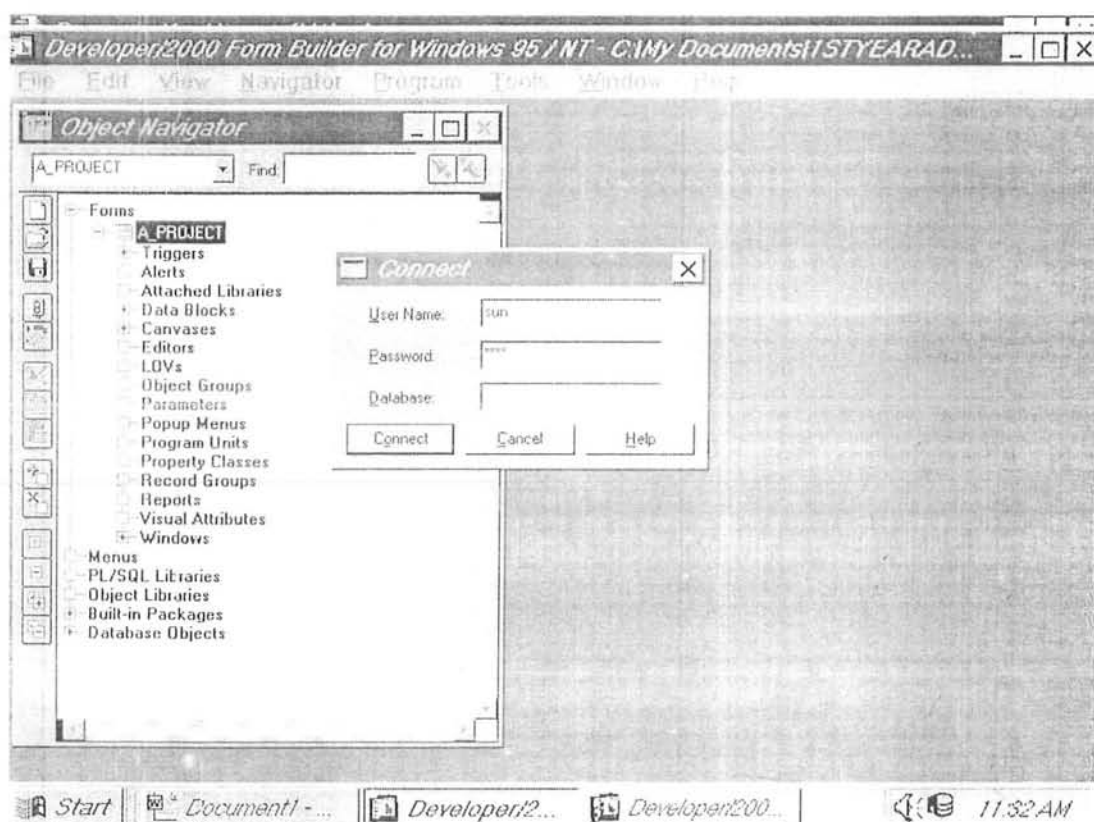 Developer/2000 Form Builder for Windows 95 / NT - C:\My Documents\1STYEARAD...
File Edit View Navigator Program Tools Window Help
Object Navigator
A_PROJECT Find:
Forms
A_PROJECT
Triggers
Alerts
Attached Libraries
Data Blocks
Canvases
Editors
LOVs
Object Groups
Parameters
Popup Menus
Program Units
Property Classes
Record Groups
Reports
Visual Attributes
Windows
Menus
PL/SQL Libraries
Object Libraries
Built-in Packages
Database Objects
Connect
User Name: sun
Password: ****
Database:
Connect Cancel Help
Start Document1 - ... Developer/2... Developer/200... 11:32 AM